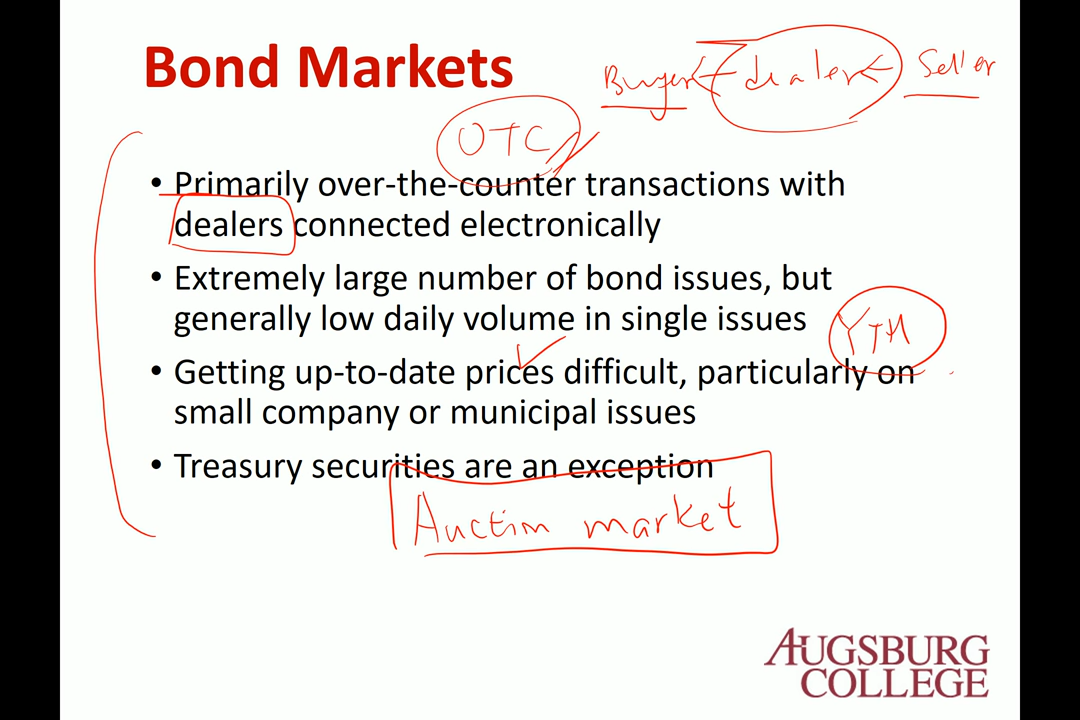 Bond Markets
Buyer dealer Seller
OTC
• Primarily over-the-counter transactions with
dealers connected electronically
• Extremely large number of bond issues, but
generally low daily volume in single issues
YTM
• Getting up-to-date prices difficult, particularly on
small company or municipal issues
• Treasury securities are an exception
Auction market
AUGSBURG
COLLEGE